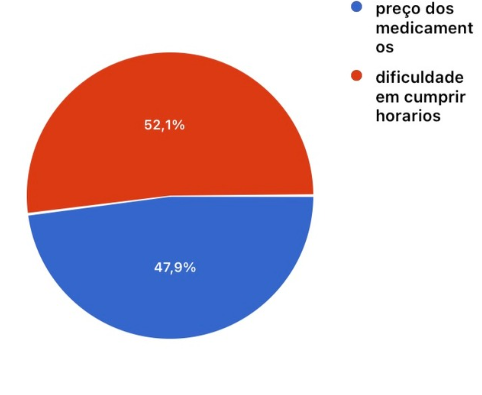 preço dos
medicament
os
dificuldade
em cumprir
horarios
52,1%
47,9%